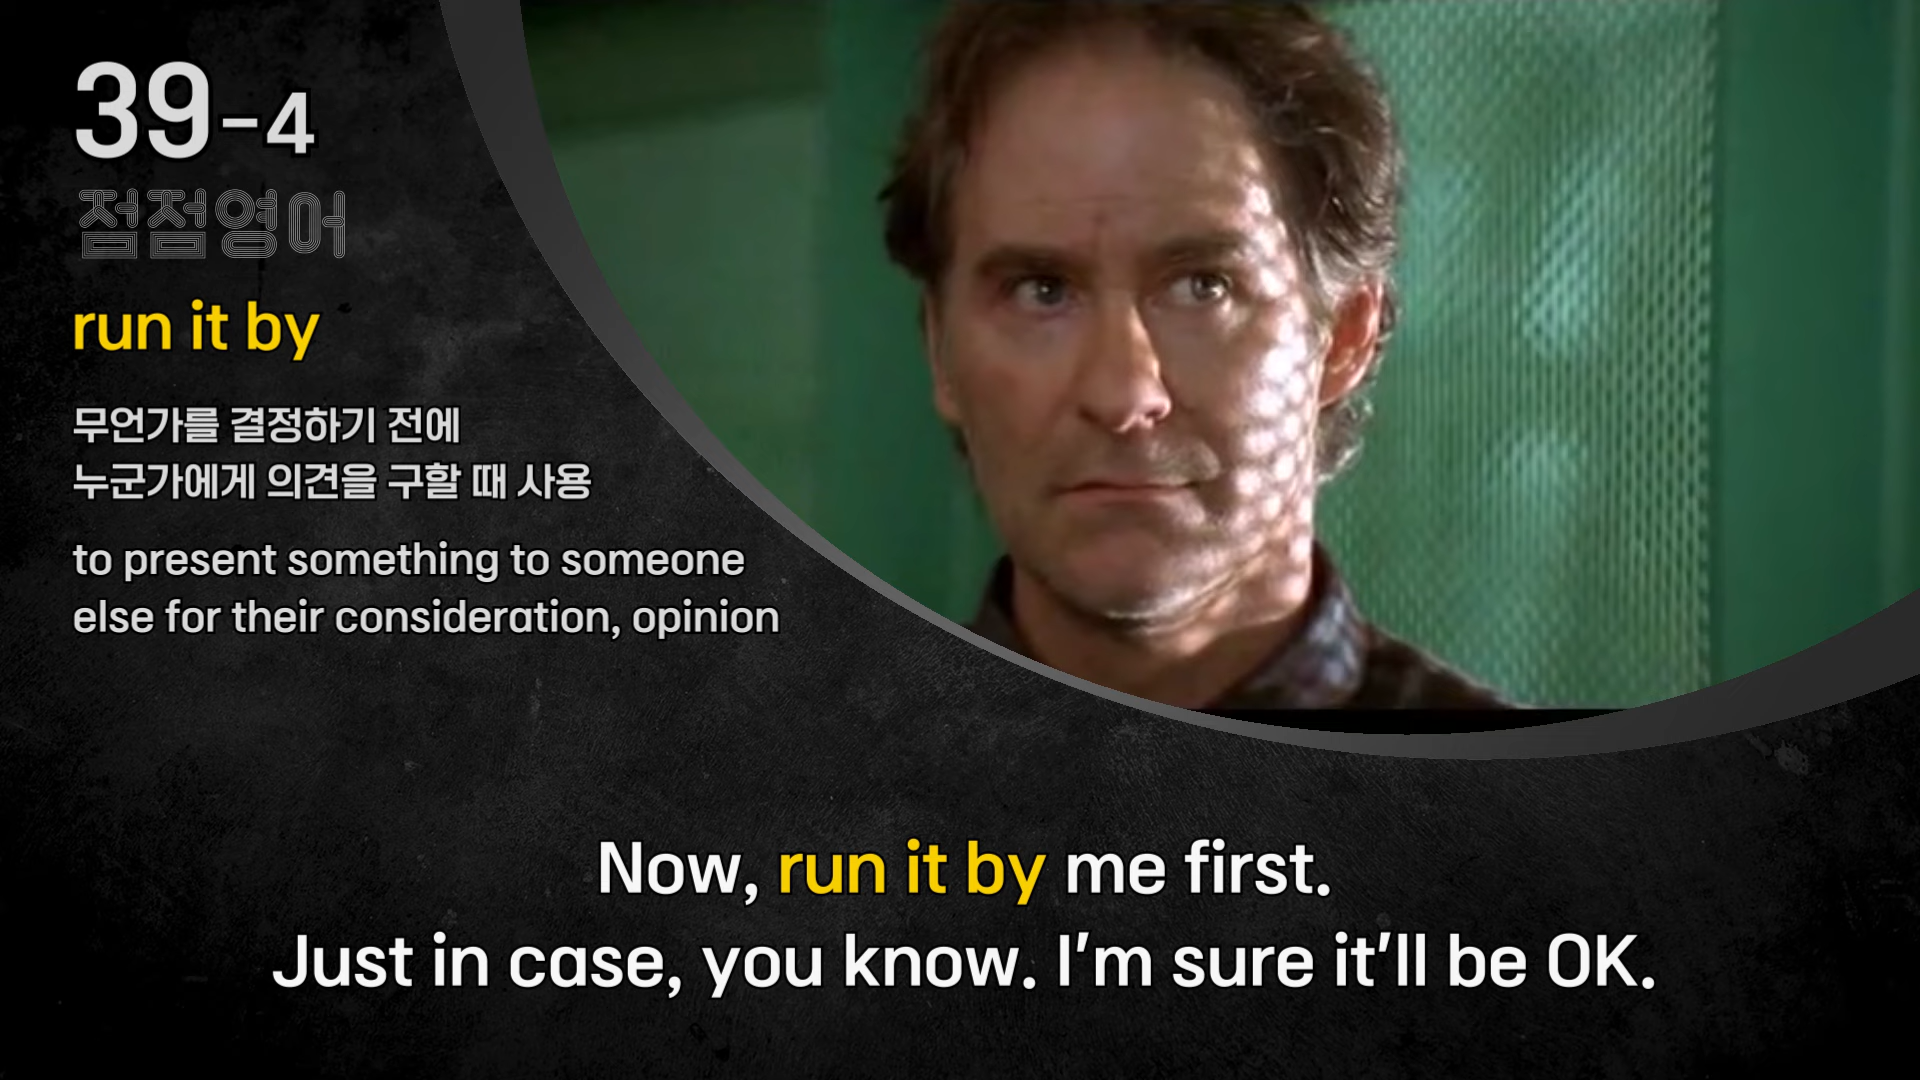 39-4
점점영어
run it by
무언가를 결정하기 전에
누군가에게 의견을 구할 때 사용
to present something to someone
else for their consideration, opinion
Now, run it by me first.
Just in case, you know. I'm sure it'll be OK.